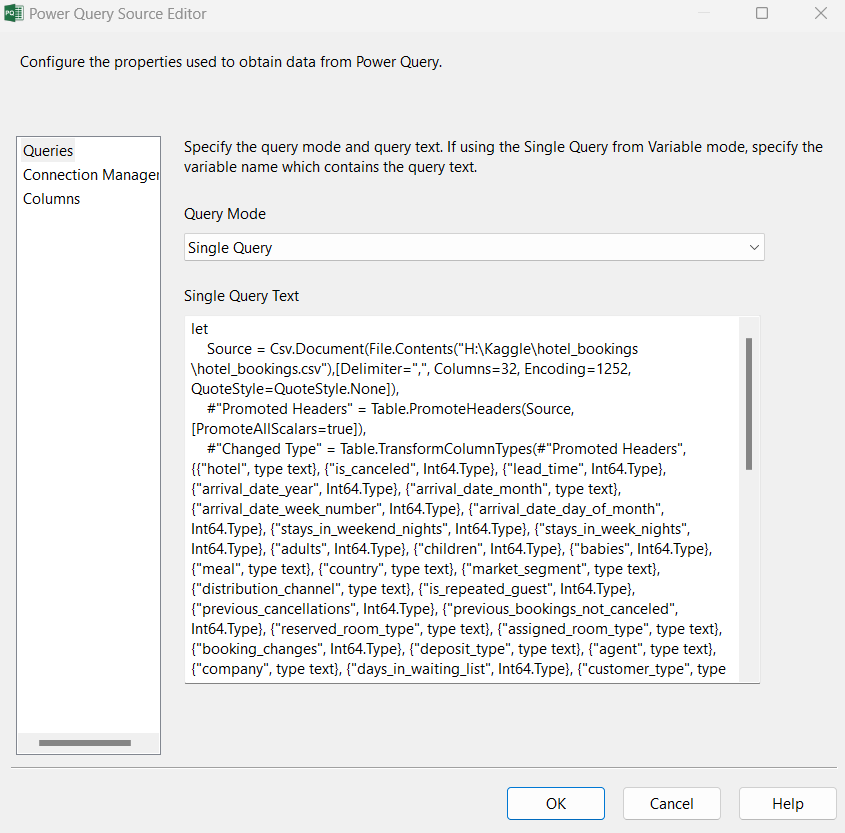 Power Query Source Editor
Configure the properties used to obtain data from Power Query.
Queries
Connection Manager
Columns
Specify the query mode and query text. If using the Single Query from Variable mode, specify the
variable name which contains the query text.
Query Mode
Single Query
Single Query Text
let
    Source = Csv.Document(File.Contents("H:\Kaggle\hotel_bookings
\hotel_bookings.csv"),[Delimiter=",", Columns=32, Encoding=1252,
QuoteStyle=QuoteStyle.None]),
    #"Promoted Headers" = Table.PromoteHeaders(Source,
[PromoteAllScalars=true]),
    #"Changed Type" = Table.TransformColumnTypes(#"Promoted Headers",
{{"hotel", type text}, {"is_canceled", Int64.Type}, {"lead_time", Int64.Type},
{"arrival_date_year", Int64.Type}, {"arrival_date_month", type text},
{"arrival_date_week_number", Int64.Type}, {"arrival_date_day_of_month",
Int64.Type}, {"stays_in_weekend_nights", Int64.Type}, {"stays_in_week_nights",
Int64.Type}, {"adults", Int64.Type}, {"children", Int64.Type}, {"babies", Int64.Type},
{"meal", type text}, {"country", type text}, {"market_segment", type text},
{"distribution_channel", type text}, {"is_repeated_guest", Int64.Type},
{"previous_cancellations", Int64.Type}, {"previous_bookings_not_canceled",
Int64.Type}, {"reserved_room_type", type text}, {"assigned_room_type", type text},
{"booking_changes", Int64.Type}, {"deposit_type", type text}, {"agent", type text},
{"company", type text}, {"days_in_waiting_list", Int64.Type}, {"customer_type", type
OK
Cancel
Help